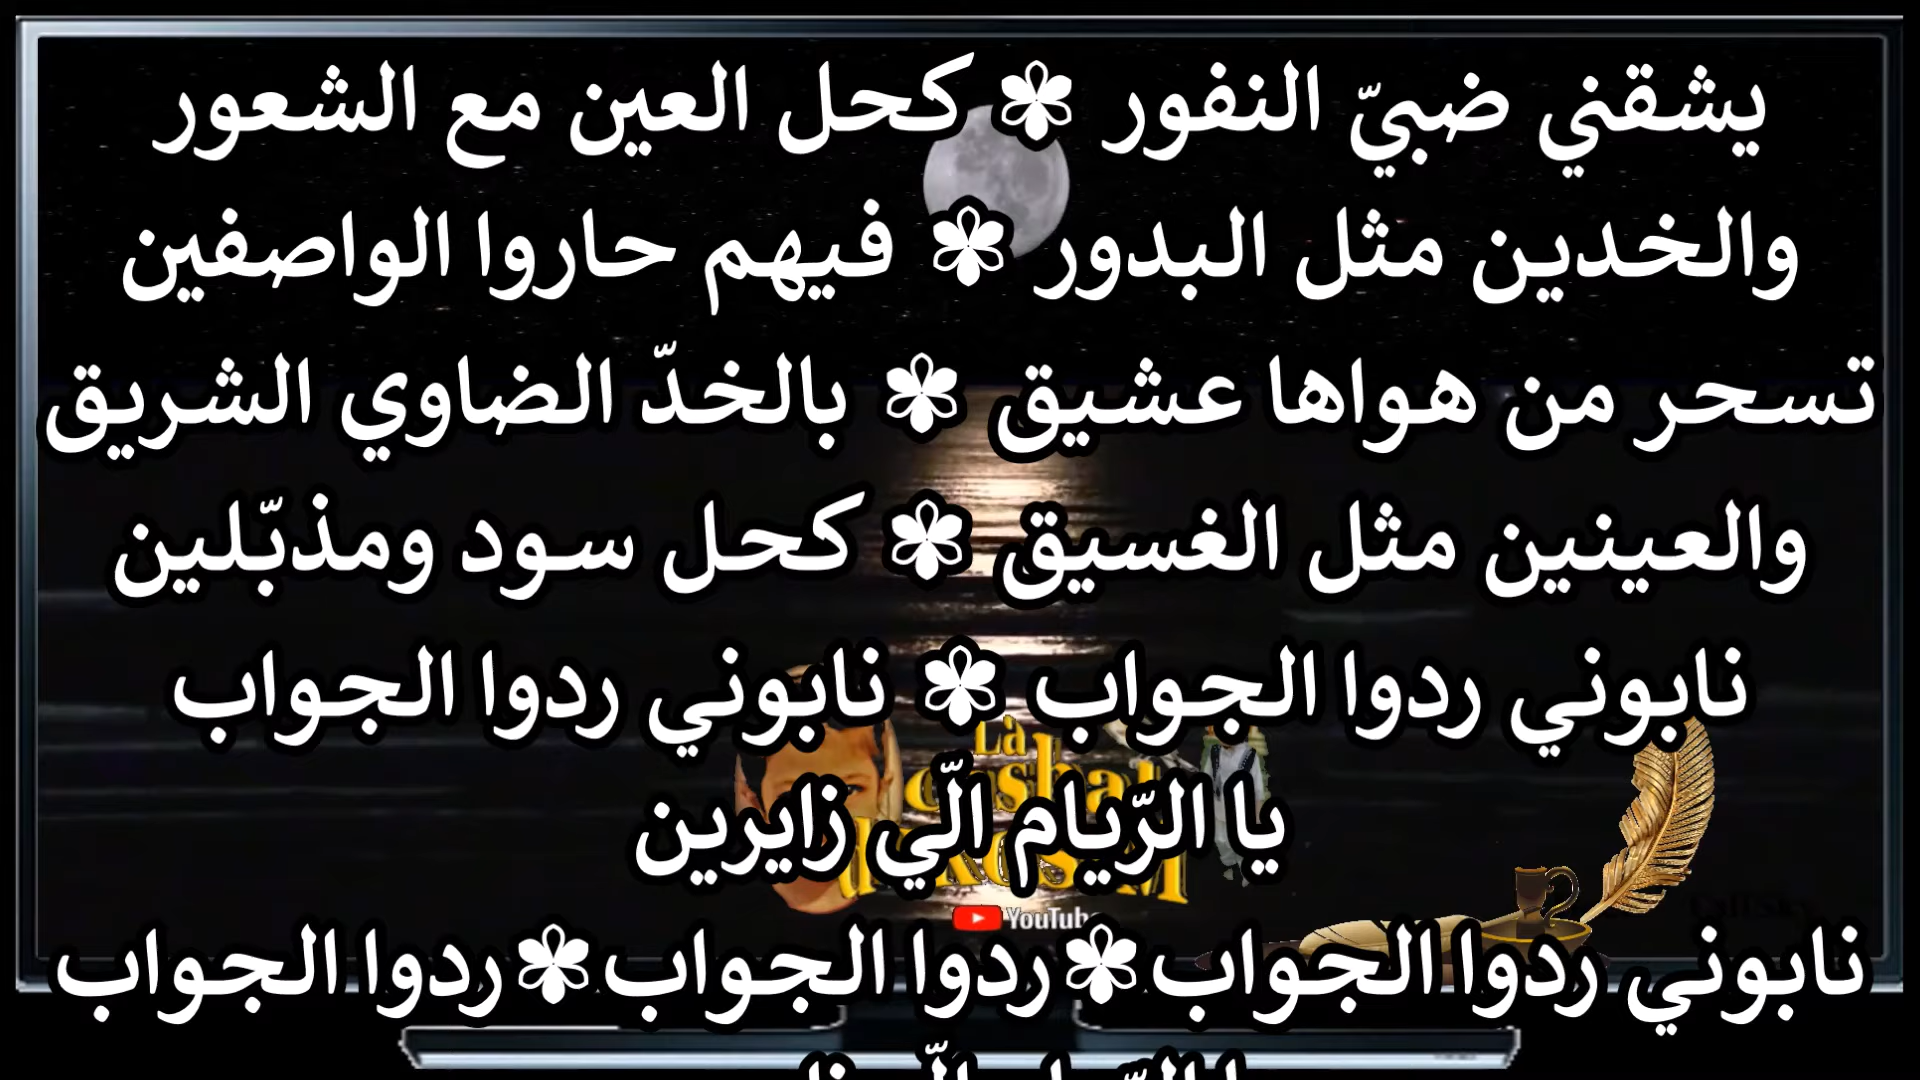 يشقني ضبيّ النفور ✾ كحل العين مع الشعور
والخدين مثل البدور ✾ فيهم حاروا الواصفين
تسحر من هواها عشيق ✾ بالخدّ الضاوي الشريق
والعينين مثل الغسيق ✾ كحل سود ومذبّلين
نابوني ردوا الجواب ✾ نابوني ردوا الجواب
La
يا الرّيام الّي زايرين
YouTube
نابوني ردوا الجواب✾ردوا الجواب✾ردوا الجواب